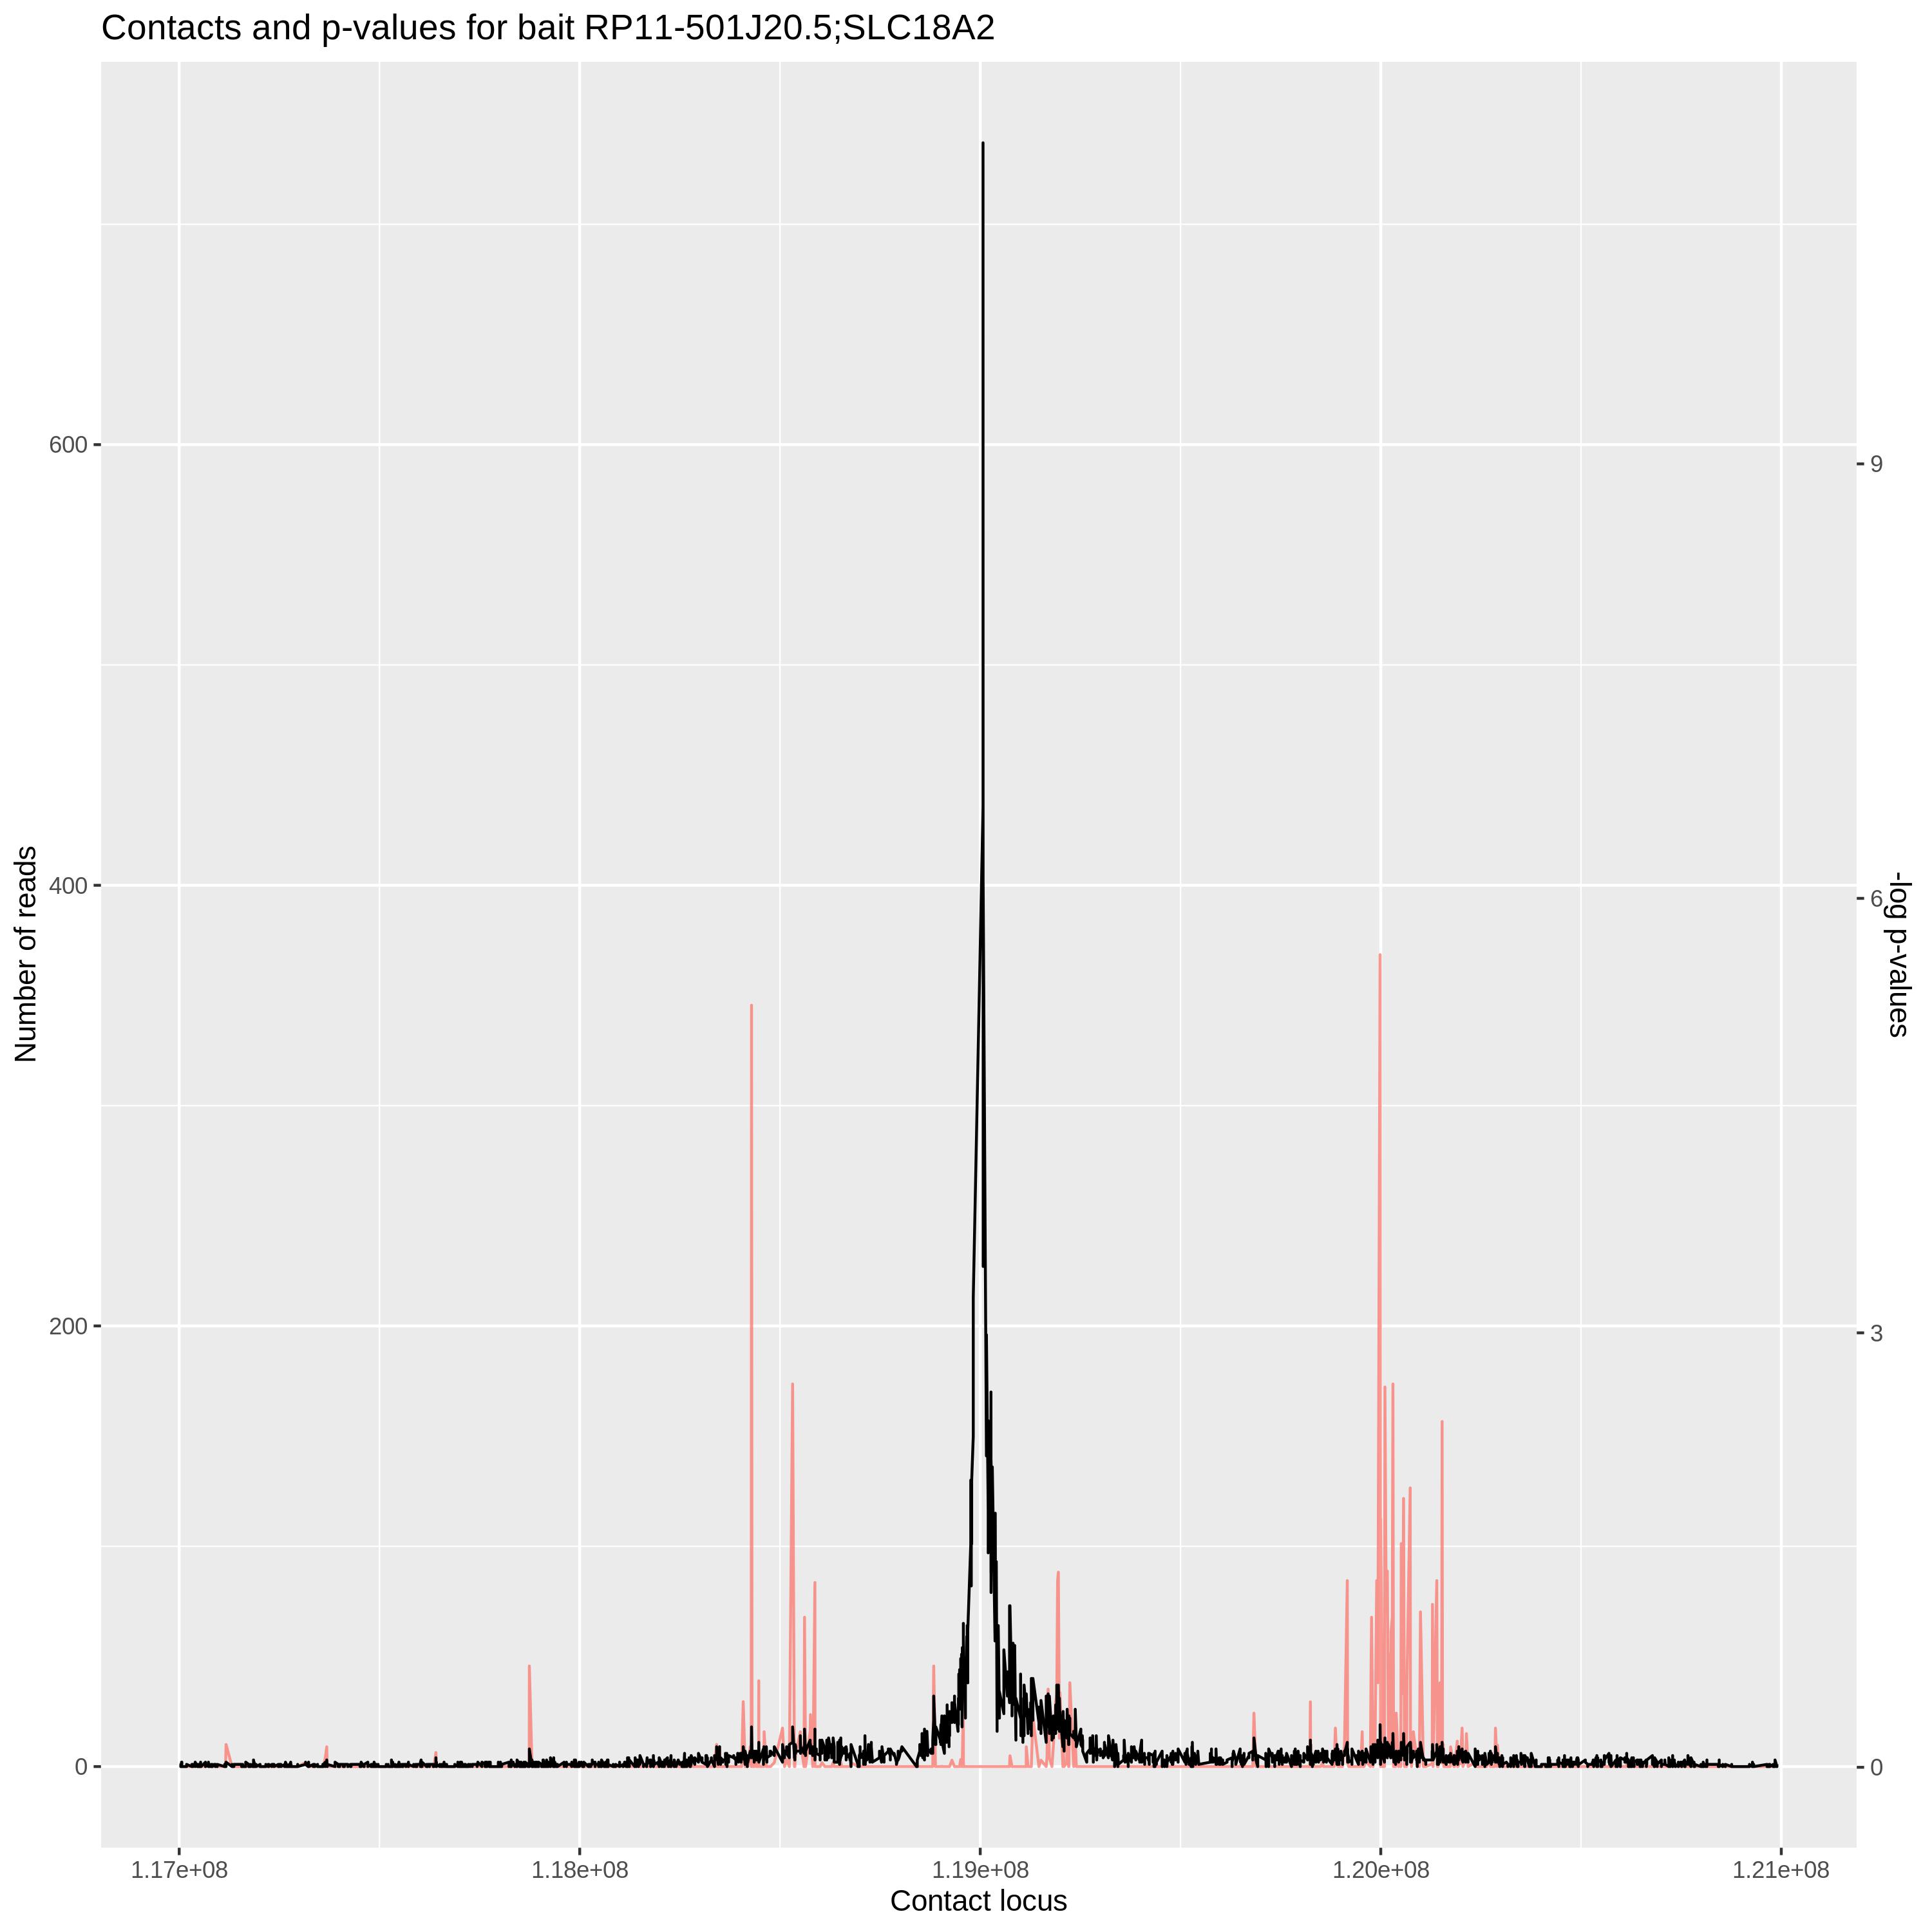 Contacts and p-values for bait RP11-501J20.5;SLC18A2
Number of reads
600
400
200
0
9
6
3
0
-log p-values
1.17e+08 1.18e+08 1.19e+08 1.20e+08 1.21e+08
Contact locus